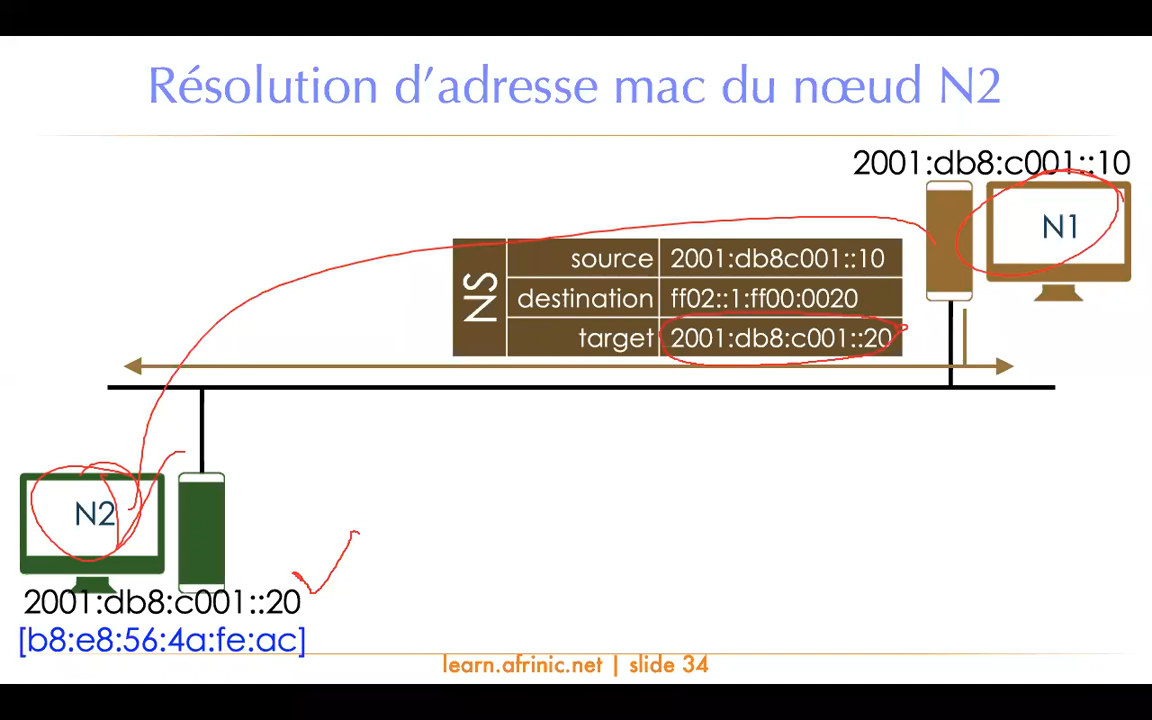 Résolution d'adresse mac du nœud N2
2001:db8:c001::10
N1
NS
source 2001:db8c001::10
destination ff02::1:ff00:0020
target 2001:db8:c001::20
N2
2001:db8:c001::20
[b8:e8:56:4a:fe:ac]
learn.afrinic.net | slide 34